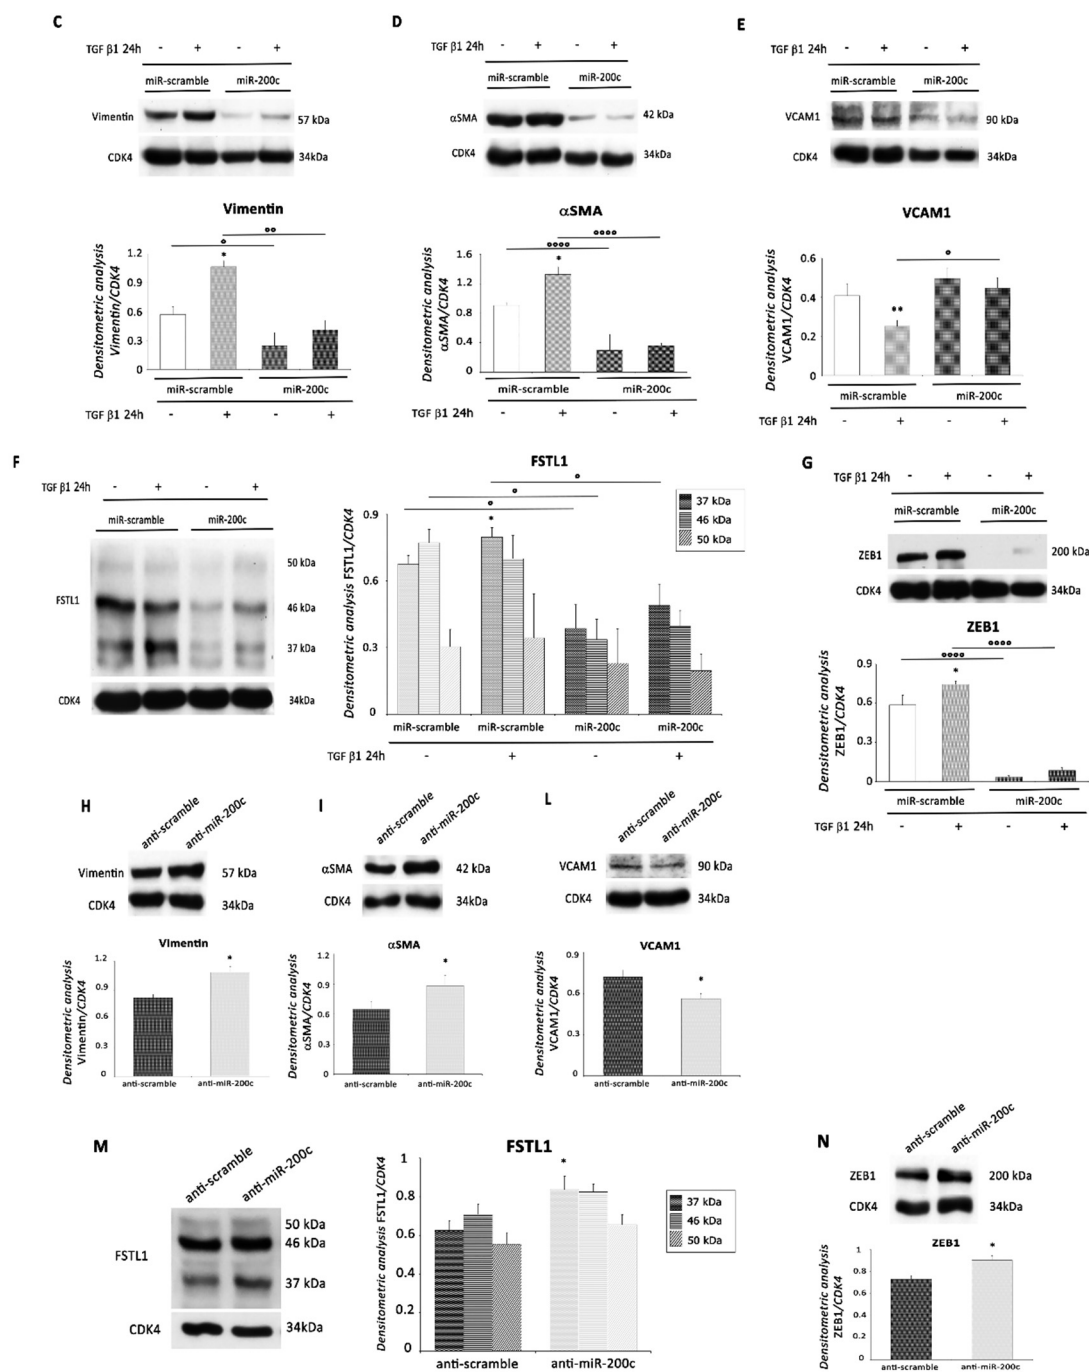 C
TGF β1 24h - + - +
miR-scramble miR-200c
Vimentin 57 kDa
CDK4 34kDa
Vimentin
°°
°
*
Densitometric analysis
Vimentin/CDK4
1.2
0.9
0.6
0.3
0
miR-scramble miR-200c
TGF β1 24h - + - +
D
TGF β1 24h - + - +
miR-scramble miR-200c
αSMA 42 kDa
CDK4 34kDa
αSMA
°°°°
°°°°
*
Densitometric analysis
αSMA/CDK4
1.6
1.2
0.8
0.4
0
miR-scramble miR-200c
TGF β1 24h - + - +
E
TGF β1 24h - + - +
miR-scramble miR-200c
VCAM1 90 kDa
CDK4 34kDa
VCAM1
°
**
Densitometric analysis
VCAM1/CDK4
0.6
0.4
0.2
0
miR-scramble miR-200c
TGF β1 24h - + - +
F
TGF β1 24h - + - +
miR-scramble miR-200c
50 kDa
FSTL1 46 kDa
37 kDa
CDK4 34kDa
FSTL1
°
°
°
*
37 kDa
46 kDa
50 kDa
Densitometric analysis FSTL1/CDK4
0.9
0.6
0.3
0
miR-scramble miR-scramble miR-200c miR-200c
TGF β1 24h - + - +
G
TGF β1 24h - + - +
miR-scramble miR-200c
ZEB1 200 kDa
CDK4 34kDa
ZEB1
°°°°
°°°°
*
Densitometric analysis
ZEB1/CDK4
0.9
0.6
0.3
0
miR-scramble miR-200c
TGF β1 24h - + - +
H
anti-scramble
anti-miR-200c
Vimentin 57 kDa
CDK4 34kDa
Vimentin
*
Densitometric analysis
Vimentin/CDK4
1.2
0.9
0.6
0.3
0
anti-scramble anti-miR-200c
I
anti-scramble
anti-miR-200c
αSMA 42 kDa
CDK4 34kDa
αSMA
*
Densitometric analysis
αSMA/CDK4
1.2
0.9
0.6
0.3
0
anti-scramble anti-miR-200c
L
anti-scramble
anti-miR-200c
VCAM1 90 kDa
CDK4 34kDa
VCAM1
*
Densitometric analysis
VCAM1/CDK4
0.9
0.6
0.3
0
anti-scramble anti-miR-200c
M
anti-scramble
anti-miR-200c
50 kDa
46 kDa
FSTL1
37 kDa
CDK4 34kDa
FSTL1
*
37 kDa
46 kDa
50 kDa
Densitometric analysis FSTL1/CDK4
1
0.8
0.6
0.4
0.2
0
anti-scramble anti-miR-200c
N
anti-scramble
anti-miR-200c
ZEB1 200 kDa
CDK4 34kDa
ZEB1
*
Densitometric analysis
ZEB1/CDK4
1
0.8
0.6
0.4
0.2
0
anti-scramble anti-miR-200c